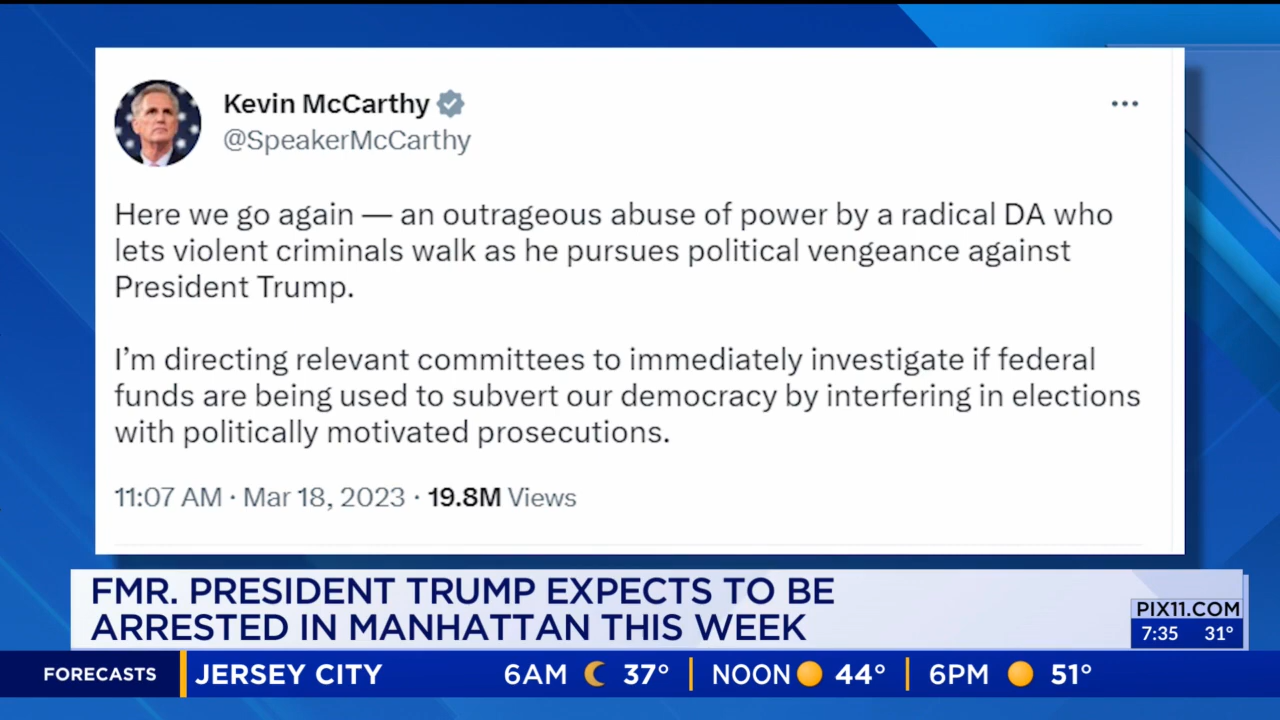 Kevin McCarthy
@SpeakerMcCarthy
Here we go again — an outrageous abuse of power by a radical DA who
lets violent criminals walk as he pursues political vengeance against
President Trump.
I'm directing relevant committees to immediately investigate if federal
funds are being used to subvert our democracy by interfering in elections
with politically motivated prosecutions.
11:07 AM · Mar 18, 2023 · 19.8M Views
FMR. PRESIDENT TRUMP EXPECTS TO BE
ARRESTED IN MANHATTAN THIS WEEK
PIX11.COM
7:35 31°
FORECASTS JERSEY CITY 6AM 37° NOON 44° 6PM 51°